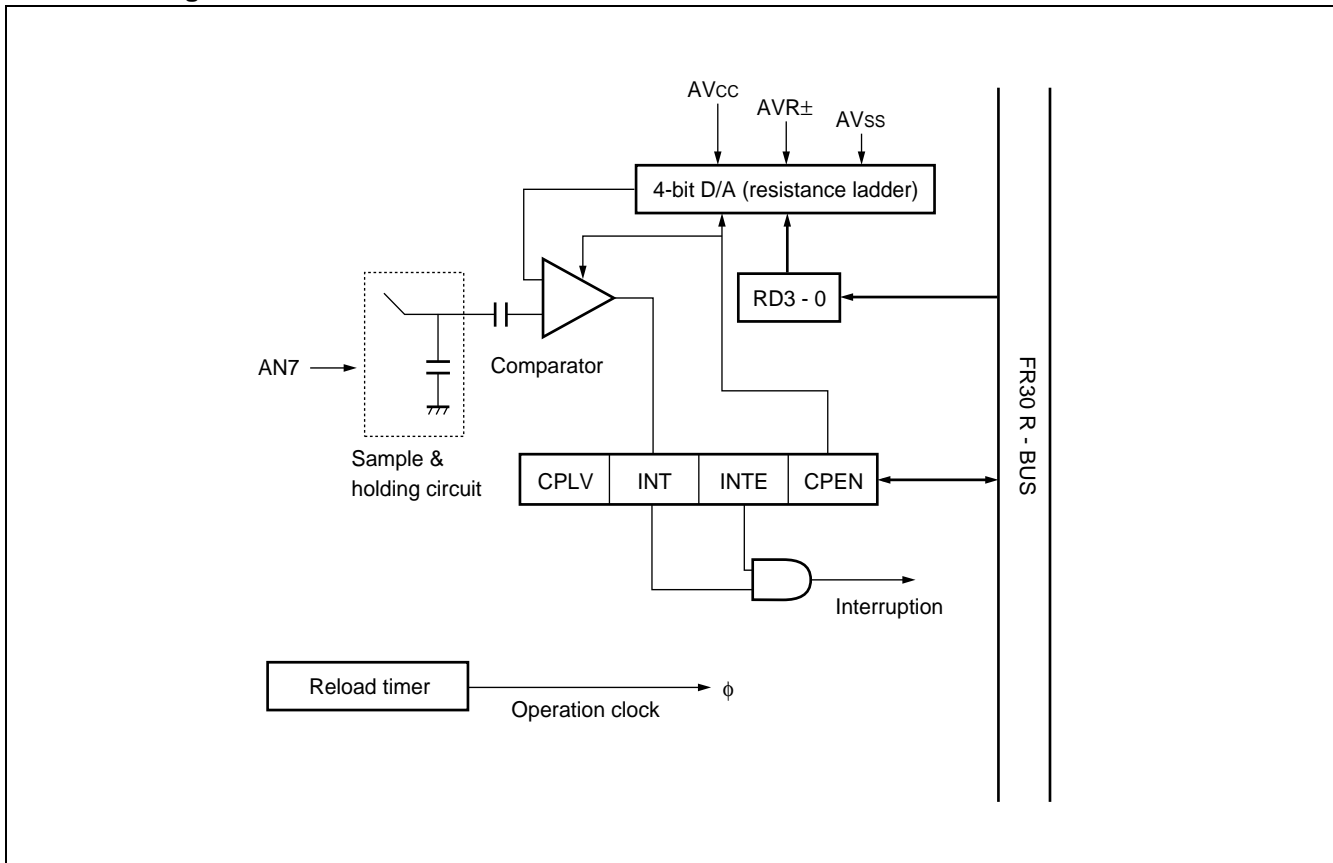 AVCC
AVR±
AVSS
4-bit D/A (resistance ladder)
RD3 - 0
AN7
Comparator
Sample &
holding circuit
CPLV INT INTE CPEN
FR30 R - BUS
Interruption
Reload timer
Operation clock
ϕ